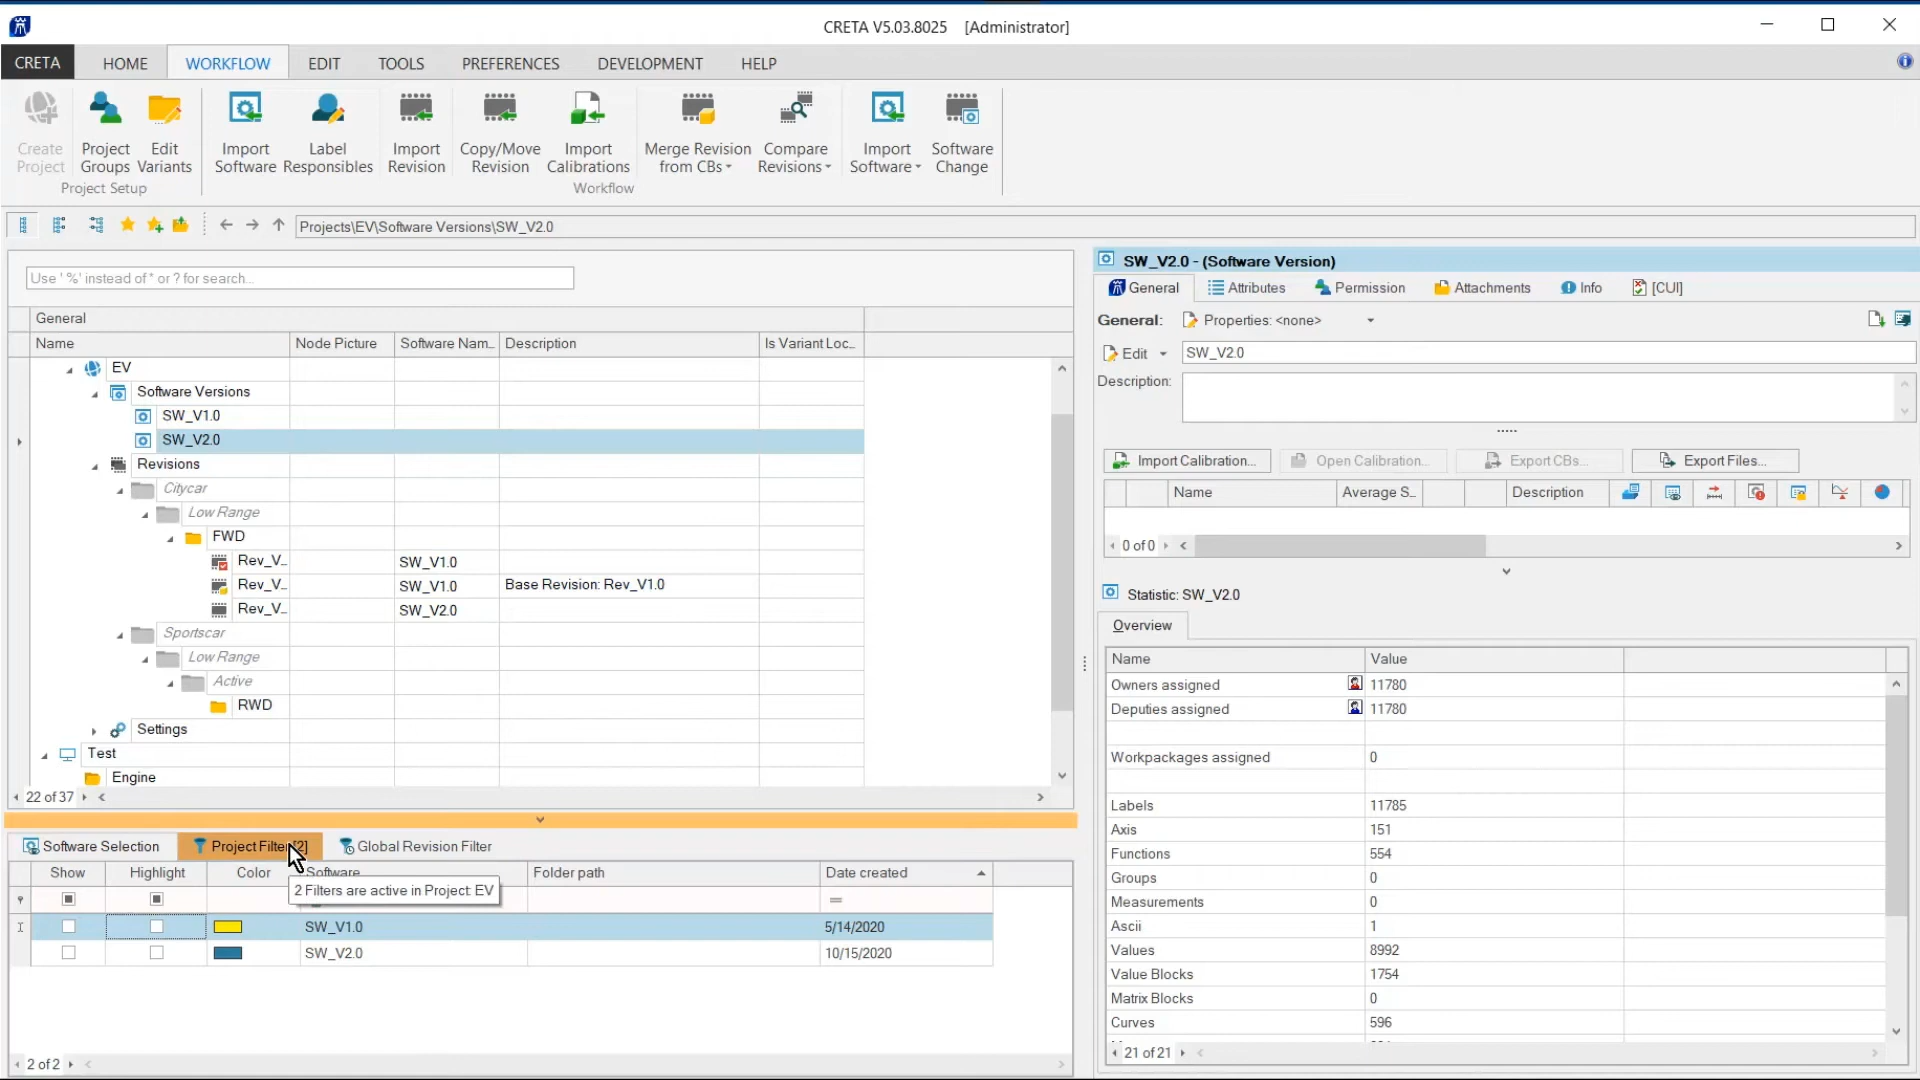 CRETA V5.03.8025 [Administrator]
CRETA HOME WORKFLOW EDIT TOOLS PREFERENCES DEVELOPMENT HELP
Create Project
Project Groups
Edit Variants
Import Software
Label Responsibles
Import Revision
Copy/Move Revision
Import Calibrations
Merge Revision from CBs
Compare Revisions
Import Software
Software Change
Project Setup
Workflow
Projects\EV\Software Versions\SW_V2.0
Use ' %' instead of * or ? for search...
General
Name Node Picture Software Nam... Description Is Variant Loc...
EV
Software Versions
SW_V1.0
SW_V2.0
Revisions
Citycar
Low Range
FWD
Rev_V... SW_V1.0
Rev_V... SW_V1.0 Base Revision: Rev_V1.0
Rev_V... SW_V2.0
Sportscar
Low Range
Active
RWD
Settings
Test
Engine
22 of 37
Software Selection Project Filter [2] Global Revision Filter
Show Highlight Color Software Folder path Date created
2 Filters are active in Project: EV
=
SW_V1.0 5/14/2020
SW_V2.0 10/15/2020
2 of 2
SW_V2.0 - (Software Version)
General Attributes Permission Attachments Info [CUI]
General: Properties: <none>
Edit SW_V2.0
Description:
Import Calibration... Open Calibration... Export CBs... Export Files...
Name Average S... Description
0 of 0
Statistic: SW_V2.0
Overview
Name Value
Owners assigned 11780
Deputies assigned 11780
Workpackages assigned 0
Labels 11785
Axis 151
Functions 554
Groups 0
Measurements 0
Ascii 1
Values 8992
Value Blocks 1754
Matrix Blocks 0
Curves 596
21 of 21